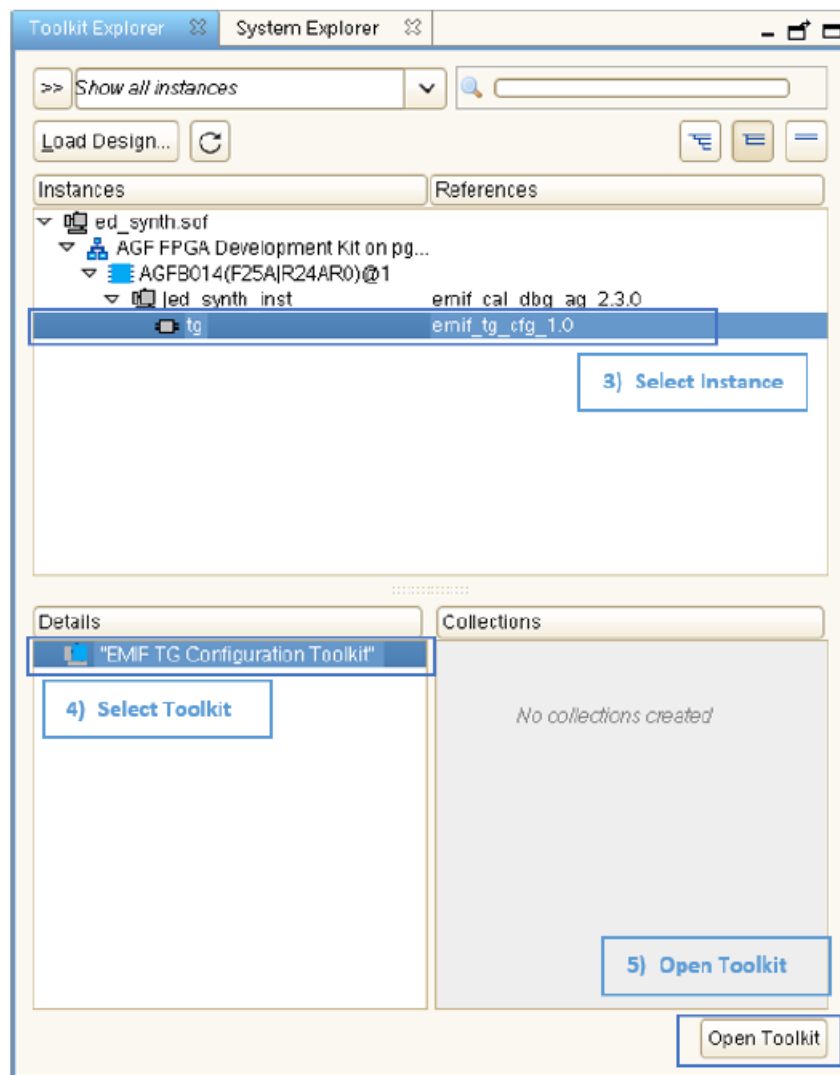 Toolkit Explorer System Explorer
>> Show all instances
Load Design...
Instances References
ed_synth.sof
AGF FPGA Development Kit on pg...
AGFB014(F25A|R24AR0)@1
|ed_synth_inst emif_cal_dbg_ag_2.3.0
tg emif_tg_cfg_1.0
3) Select Instance
Details Collections
"EMIF TG Configuration Toolkit"
4) Select Toolkit
No collections created
5) Open Toolkit
Open Toolkit